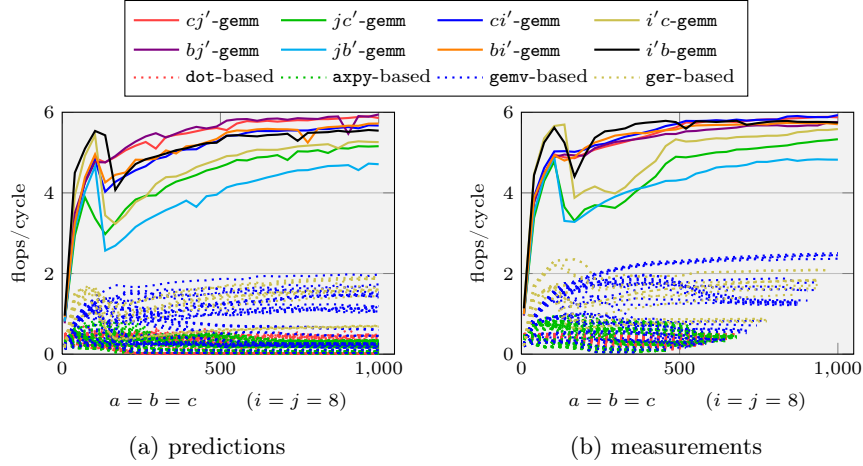 cj′-gemm jc′-gemm ci′-gemm i′c-gemm
bj′-gemm jb′-gemm bi′-gemm i′b-gemm
dot-based axpy-based gemv-based ger-based
6
4
2
0
flops/cycle
0 500 1,000
a = b = c (i = j = 8)
(a) predictions
6
4
2
0
flops/cycle
0 500 1,000
a = b = c (i = j = 8)
(b) measurements